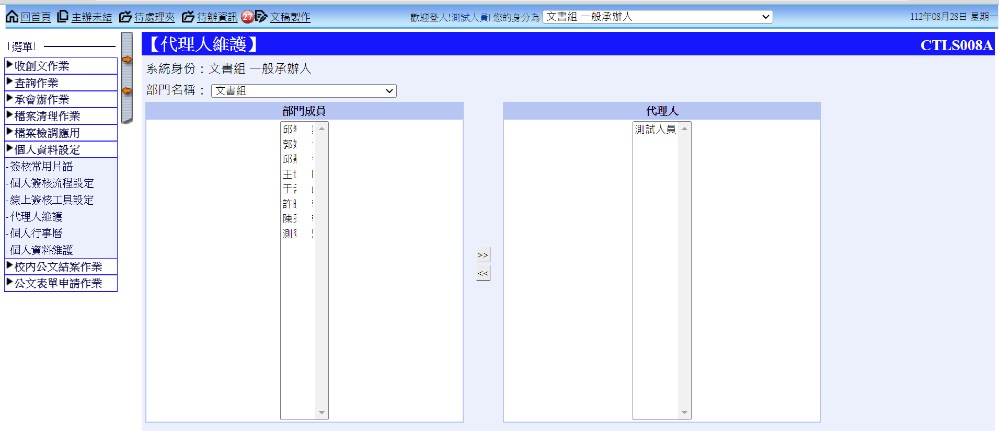 回首頁 主辦未結 待處理夾 待辦資訊 27 文稿製作 歡迎登入!測試人員| 您的身分為 文書組 一般承辦人 112年08月28日 星期一
|選單|
收創文作業
查詢作業
承會辦作業
檔案清理作業
檔案檢調應用
個人資料設定
-簽核常用片語
-個人簽核流程設定
-線上簽核工具設定
-代理人維護
-個人行事曆
-個人資料維護
校內公文結案作業
公文表單申請作業
【代理人維護】 CTLS008A
系統身份：文書組 一般承辦人
部門名稱： 文書組
部門成員
邱
郭
邱
王
于
許
陳
測
>>
<<
代理人
測試人員